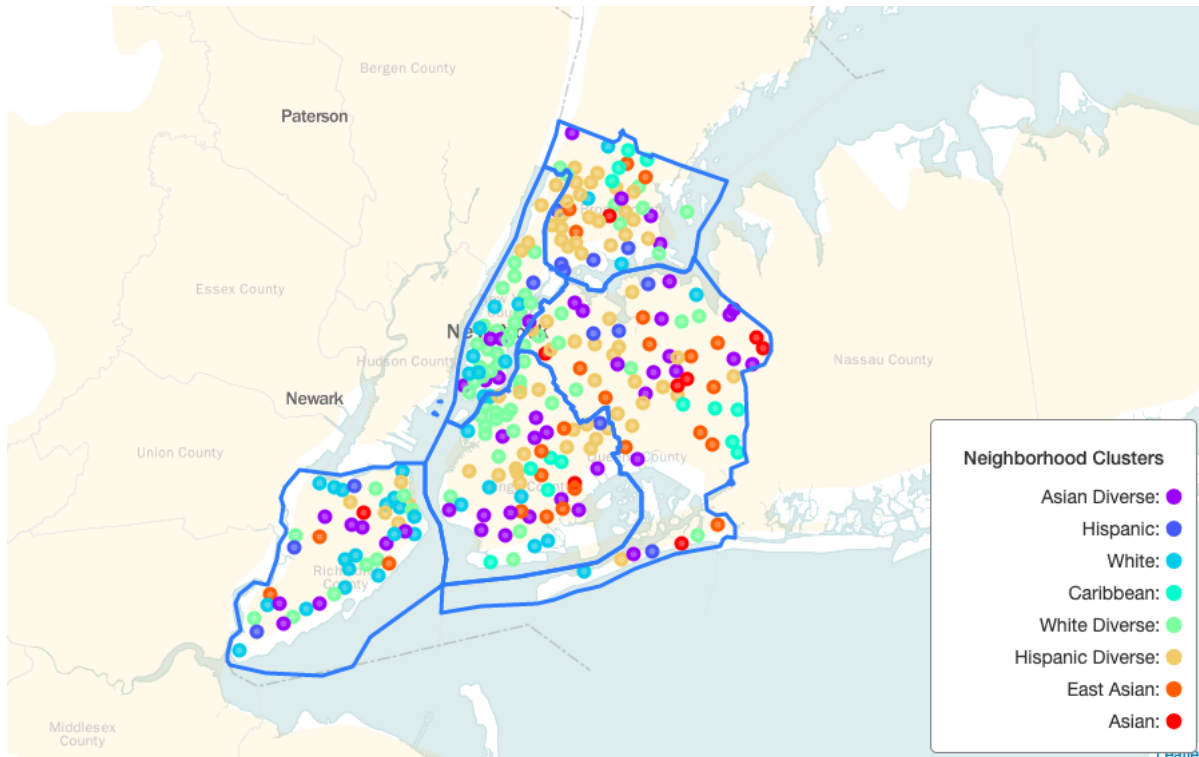 Bergen County
Paterson
Essex County
Hudson County
Nassau County
Newark
Union County
Queens County
Richmond
County
Middlesex
County
Neighborhood Clusters
Asian Diverse:
Hispanic:
White:
Caribbean:
White Diverse:
Hispanic Diverse:
East Asian:
Asian: